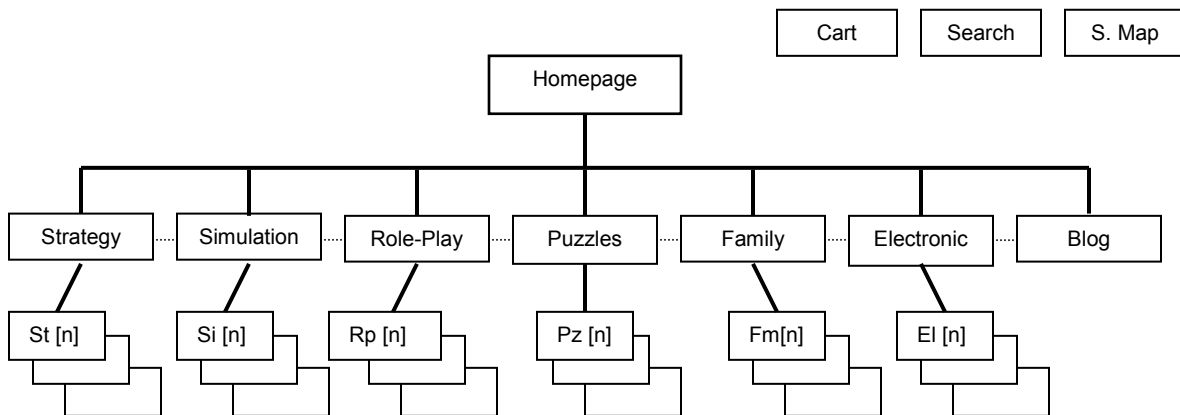 Cart Search S. Map
Homepage
Strategy Simulation Role-Play Puzzles Family Electronic Blog
St [n] Si [n] Rp [n] Pz [n] Fm[n] El [n]